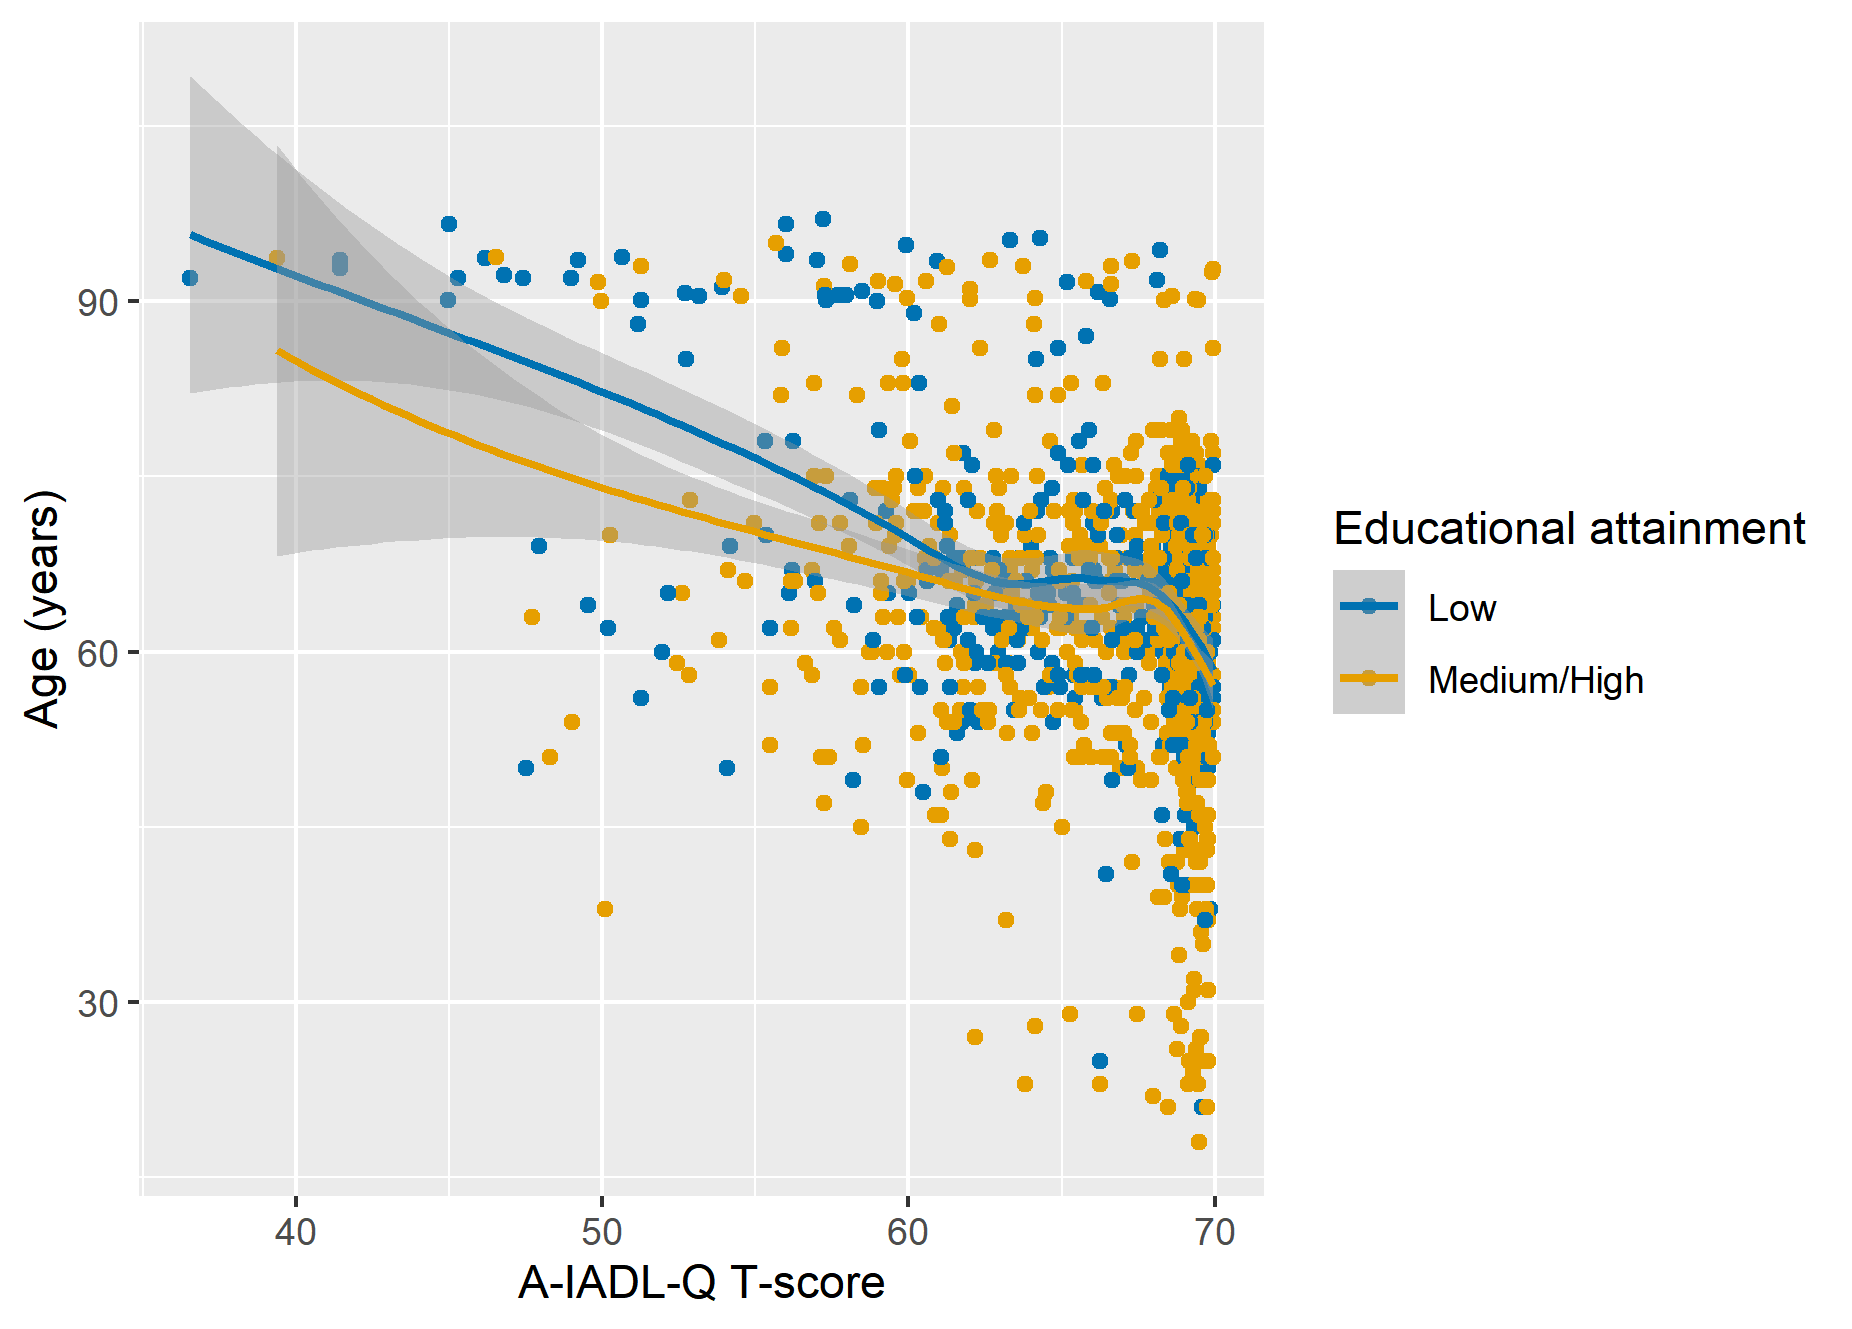 90
60
30
Age (years)
40 50 60 70
A-IADL-Q T-score
Educational attainment
Low
Medium/High